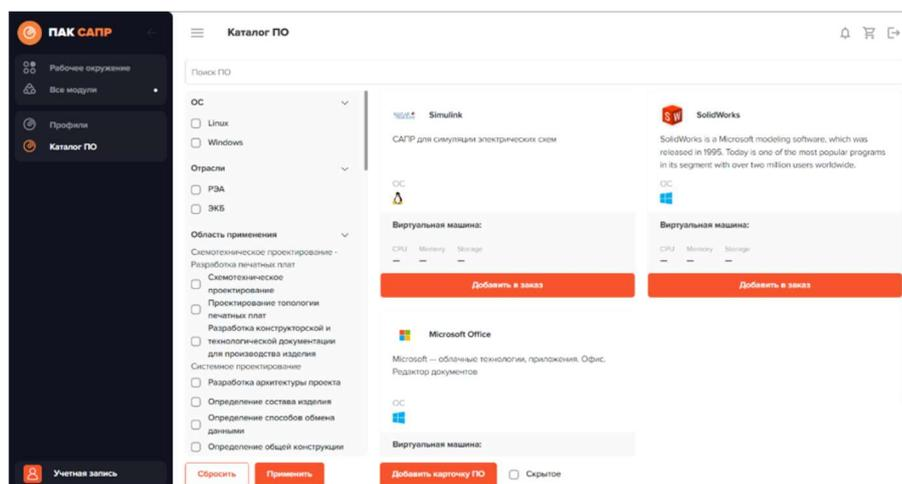 ПАК САПР
Рабочее окружение
Все модули
Профили
Каталог ПО
Учетная запись
Каталог ПО
Поиск ПО
ОС
Linux
Windows
Отрасли
РЭА
ЭКБ
Область применения
Схемотехническое проектирование -
Разработка печатных плат
Схемотехническое
проектирование
Проектирование топологии
печатных плат
Разработка конструкторской и
технологической документации
для производства изделия
Системное проектирование
Разработка архитектуры проекта
Определение состава изделия
Определение способов обмена
данными
Определение общей конструкции
Сбросить
Применить
Simulink
САПР для симуляции электрических схем
ОС
Виртуальная машина:
CPU Memory Storage
— — —
Добавить в заказ
SW
SolidWorks
SolidWorks is a Microsoft modeling software, which was
released in 1995. Today is one of the most popular programs
in its segment with over two million users worldwide.
ОС
Виртуальная машина:
CPU Memory Storage
— — —
Добавить в заказ
Microsoft Office
Microsoft — облачные технологии, приложения. Офис.
Редактор документов
ОС
Виртуальная машина:
Добавить карточку ПО
Скрытое